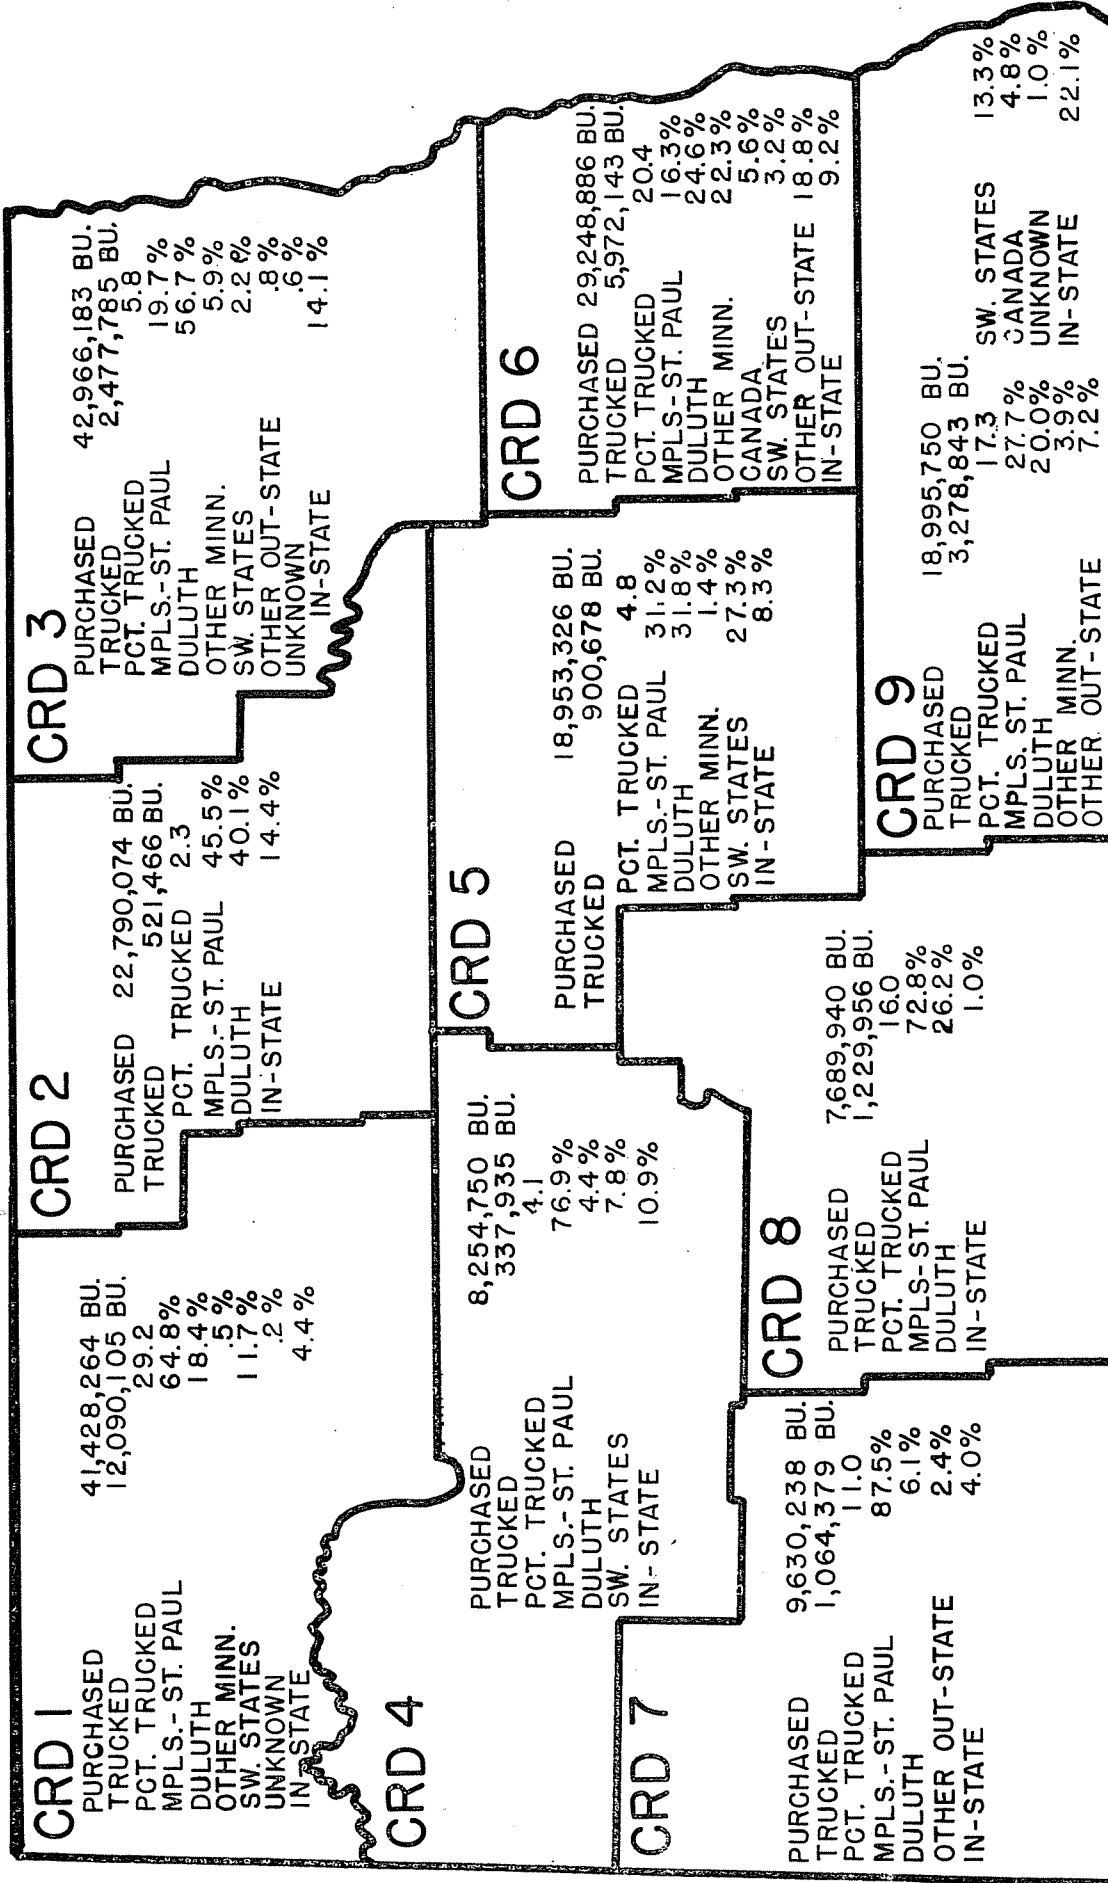 CRD 1
PURCHASED 41,428,264 BU.
TRUCKED 12,090,105 BU.
PCT. TRUCKED 29.2
MPLS.-ST. PAUL 64.8%
DULUTH 18.4%
OTHER MINN. .5%
SW. STATES 11.7%
UNKNOWN .2%
IN STATE 4.4%
CRD 2
PURCHASED 22,790,074 BU.
TRUCKED 521,466 BU.
PCT. TRUCKED 2.3
MPLS.-ST. PAUL 45.5%
DULUTH 40.1%
IN-STATE 14.4%
CRD 3
PURCHASED 42,966,183 BU.
TRUCKED 2,477,785 BU.
PCT. TRUCKED 5.8
MPLS.-ST. PAUL 19.7%
DULUTH 56.7%
OTHER MINN. 5.9%
SW. STATES 2.2%
OTHER OUT-STATE .8%
UNKNOWN .6%
IN-STATE 14.1%
CRD 4
PURCHASED 8,254,750 BU.
TRUCKED 337,935 BU.
PCT. TRUCKED 4.1
MPLS.-ST. PAUL 76.9%
DULUTH 4.4%
SW. STATES 7.8%
IN-STATE 10.9%
CRD 5
PURCHASED 18,953,326 BU.
TRUCKED 900,678 BU.
PCT. TRUCKED 4.8
MPLS.-ST. PAUL 31.2%
DULUTH 31.8%
OTHER MINN. 1.4%
SW. STATES 27.3%
IN-STATE 8.3%
CRD 6
PURCHASED 29,248,886 BU.
TRUCKED 5,972,143 BU.
PCT. TRUCKED 20.4
MPLS-ST. PAUL 16.3%
DULUTH 24.6%
OTHER MINN. 22.3%
CANADA 5.6%
SW. STATES 3.2%
OTHER OUT-STATE 18.8%
IN-STATE 9.2%
CRD 7
PURCHASED 9,630,238 BU.
TRUCKED 1,064,379 BU.
PCT. TRUCKED 11.0
MPLS.-ST. PAUL 87.5%
DULUTH 6.1%
OTHER OUT-STATE 2.4%
IN-STATE 4.0%
CRD 8
PURCHASED 7,689,940 BU.
TRUCKED 1,229,956 BU.
PCT. TRUCKED 16.0
MPLS-ST. PAUL 72.8%
DULUTH 26.2%
IN-STATE 1.0%
CRD 9
PURCHASED 18,995,750 BU.
TRUCKED 3,278,843 BU.
PCT. TRUCKED 17.3 SW. STATES 13.3%
MPLS. ST. PAUL 27.7% CANADA 4.8%
DULUTH 20.0% UNKNOWN 1.0%
OTHER MINN. 3.9% IN-STATE 22.1%
OTHER OUT-STATE 7.2%